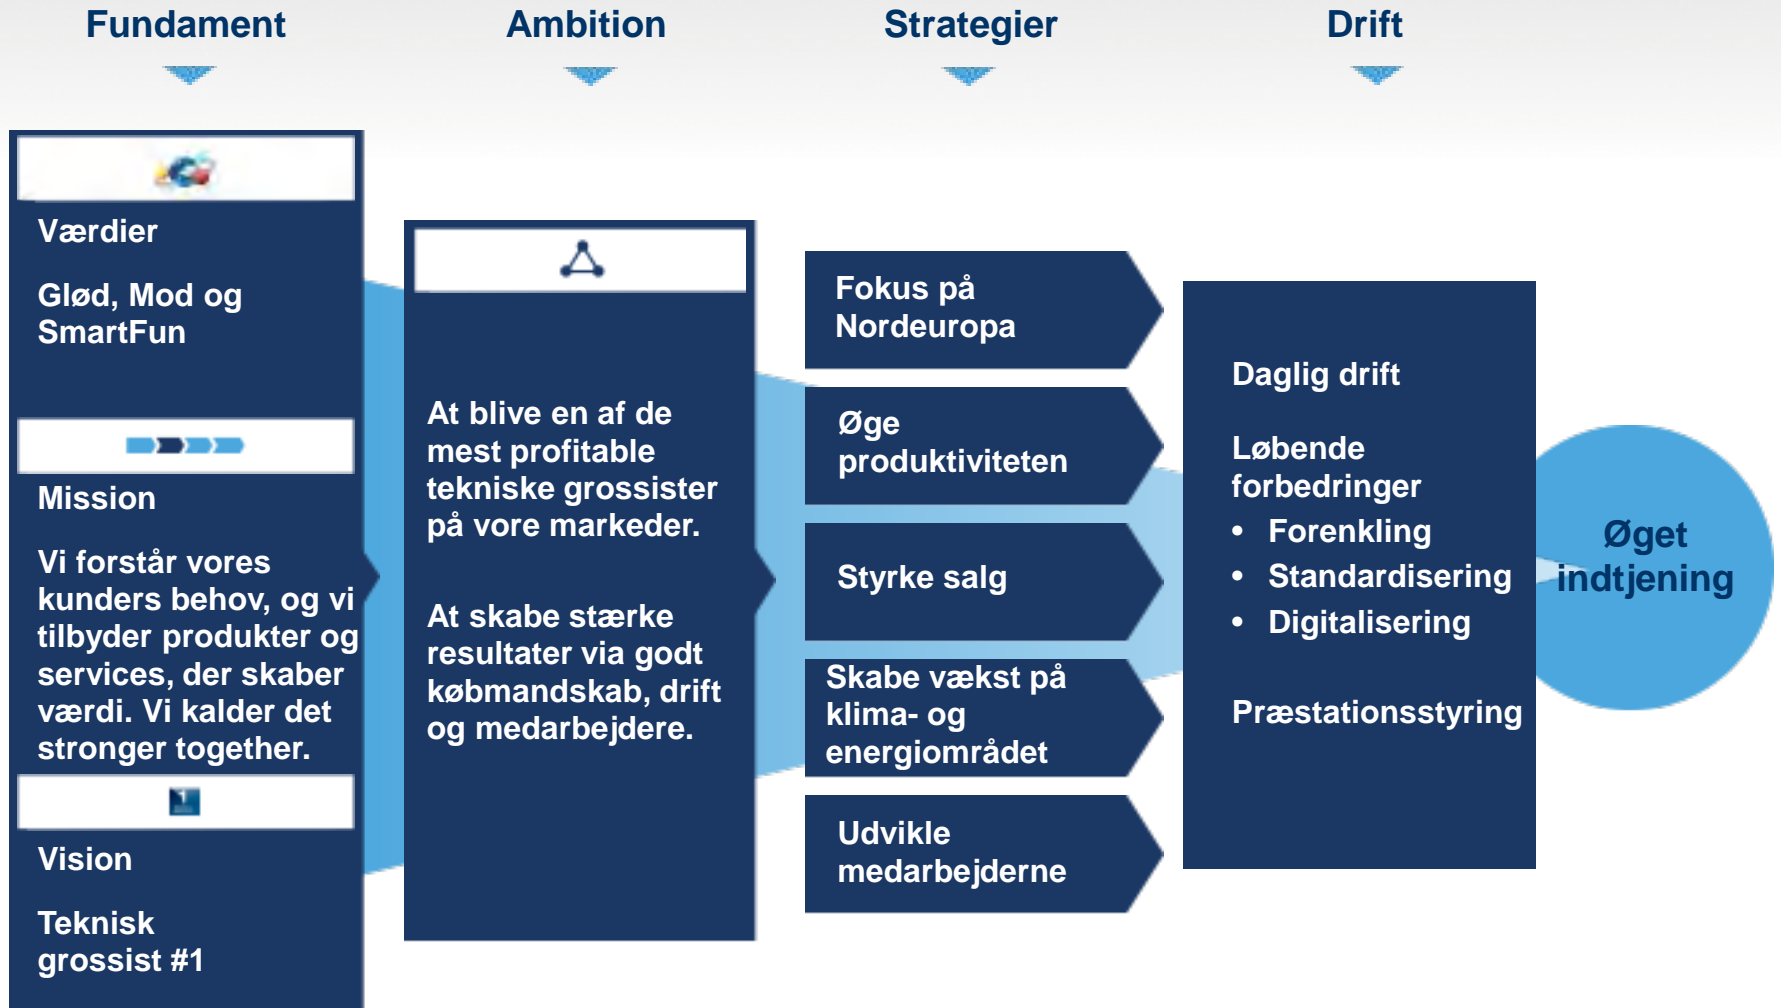 Fundament
Ambition
Strategier
Drift
Værdier
Glød, Mod og
SmartFun
Mission
Vi forstår vores
kunders behov, og vi
tilbyder produkter og
services, der skaber
værdi. Vi kalder det
stronger together.
1
Vision
Teknisk
grossist #1
At blive en af de
mest profitable
tekniske grossister
på vore markeder.
At skabe stærke
resultater via godt
købmandskab, drift
og medarbejdere.
Fokus på
Nordeuropa
Øge
produktiviteten
Styrke salg
Skabe vækst på
klima- og
energiområdet
Udvikle
medarbejderne
Daglig drift
Løbende
forbedringer
• Forenkling
• Standardisering
• Digitalisering
Præstationsstyring
Øget
indtjening